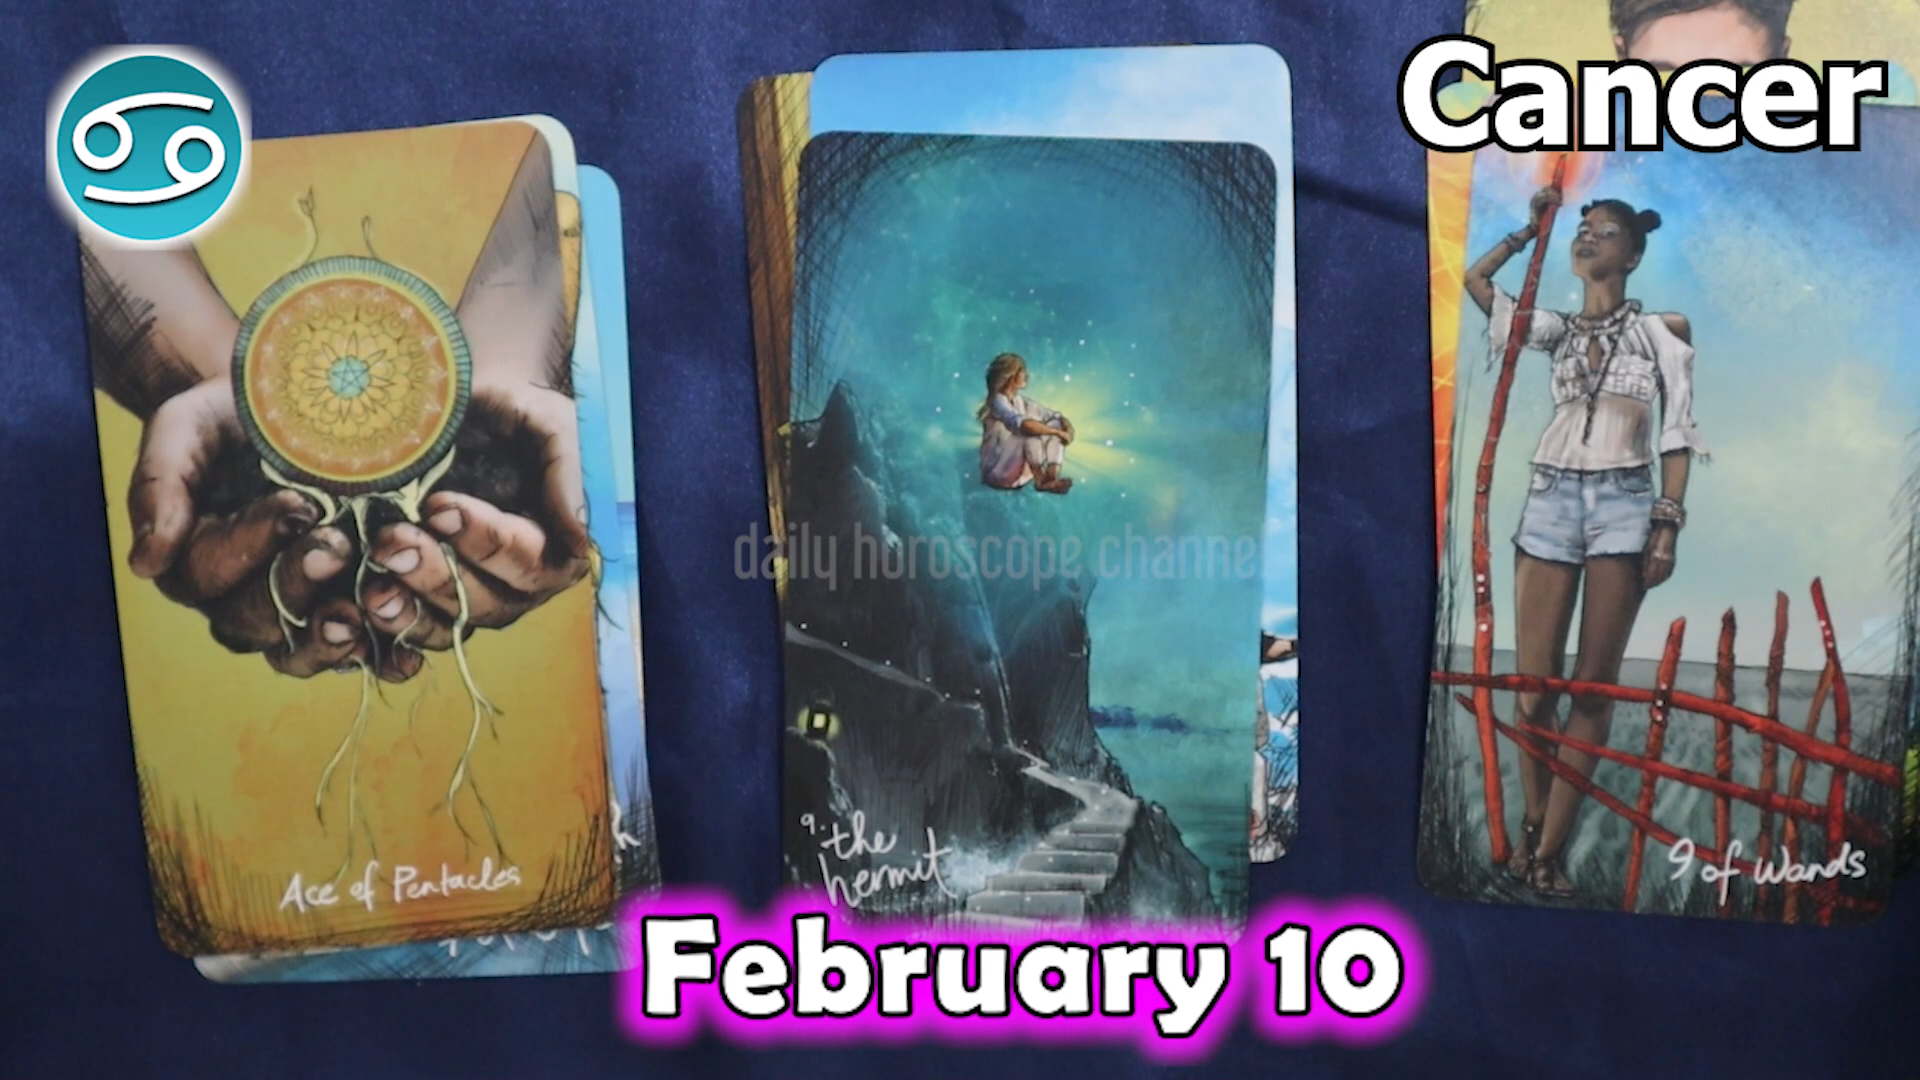 Cancer
daily horoscope channel
Ace of Pentacles
9.
the
hermit
9 of Wands
February 10